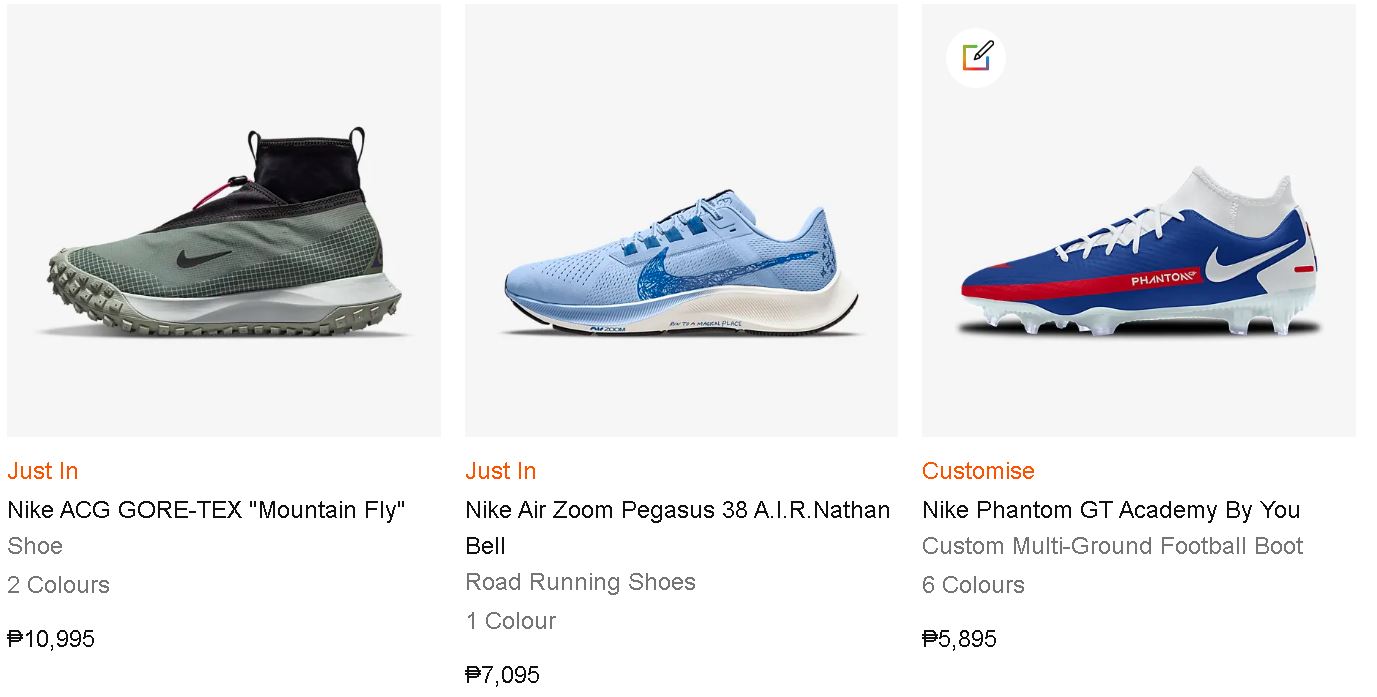 AIR ZOOM
RUN TO A MAGICAL PLACE
PHANTOM
Just In
Nike ACG GORE-TEX "Mountain Fly"
Shoe
2 Colours
₱10,995
Just In
Nike Air Zoom Pegasus 38 A.I.R.Nathan
Bell
Road Running Shoes
1 Colour
₱7,095
Customise
Nike Phantom GT Academy By You
Custom Multi-Ground Football Boot
6 Colours
₱5,895